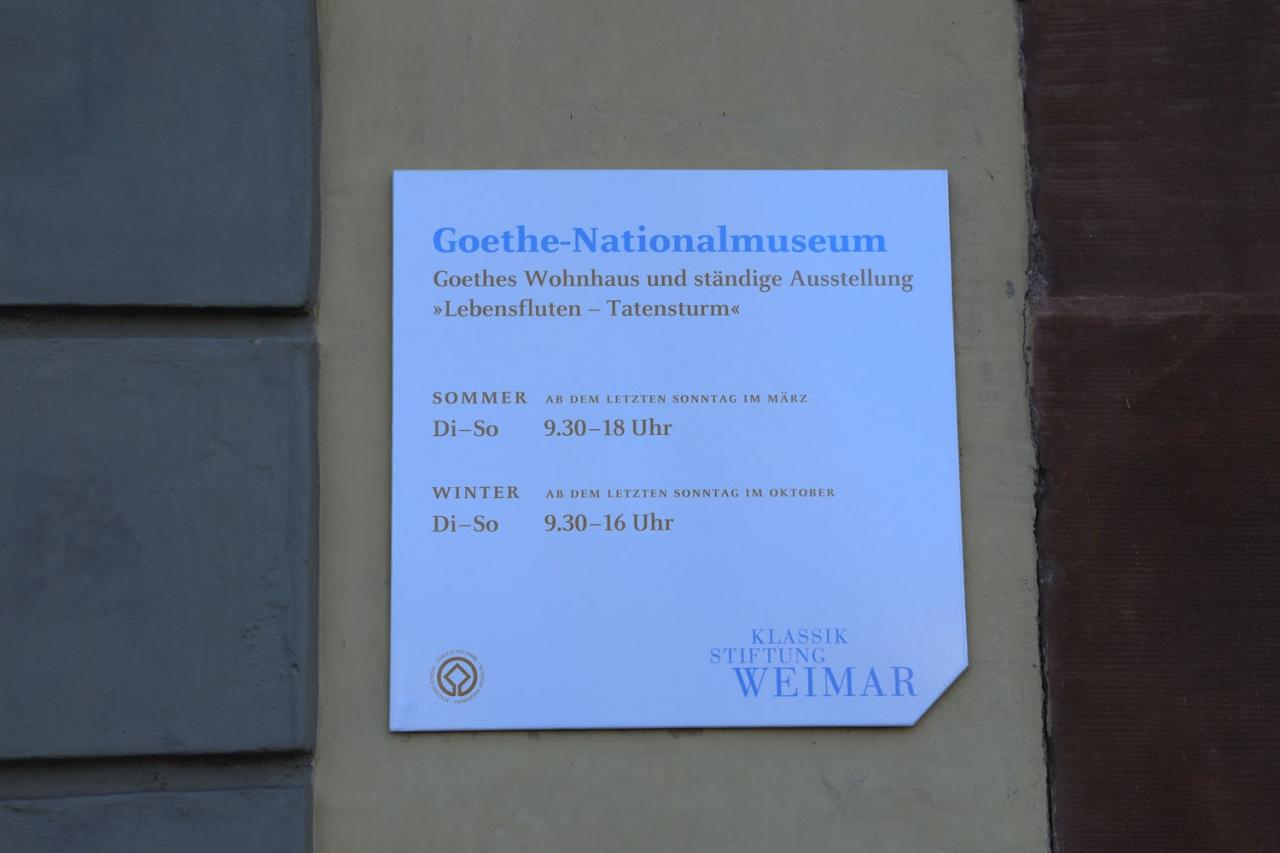 Goethe-Nationalmuseum
Goethes Wohnhaus und ständige Ausstellung
»Lebensfluten – Tatensturm«
SOMMER AB DEM LETZTEN SONNTAG IM MÄRZ
Di–So 9.30–18 Uhr
WINTER AB DEM LETZTEN SONNTAG IM OKTOBER
Di–So 9.30–16 Uhr
KLASSIK
STIFTUNG
WEIMAR